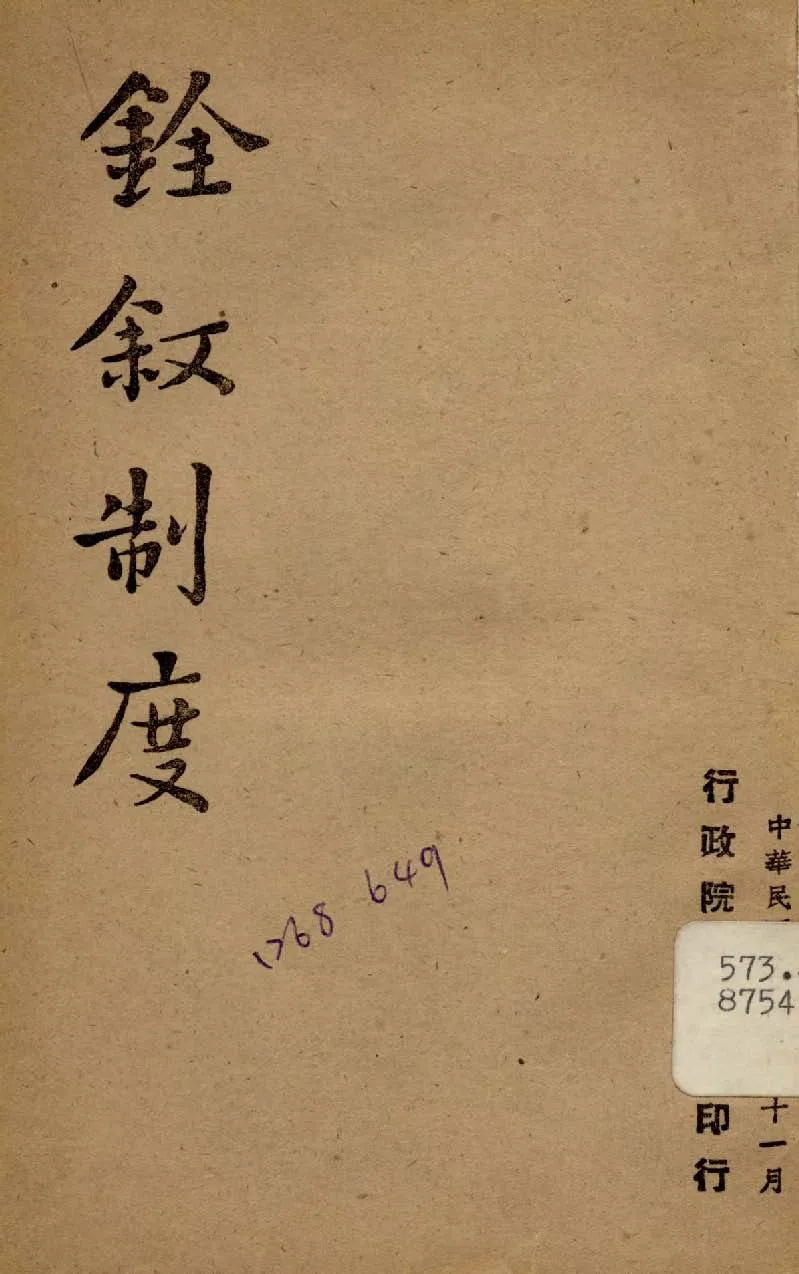 銓敘制度
中華民
十一月
行政院
印行
573.
8754
1768 649